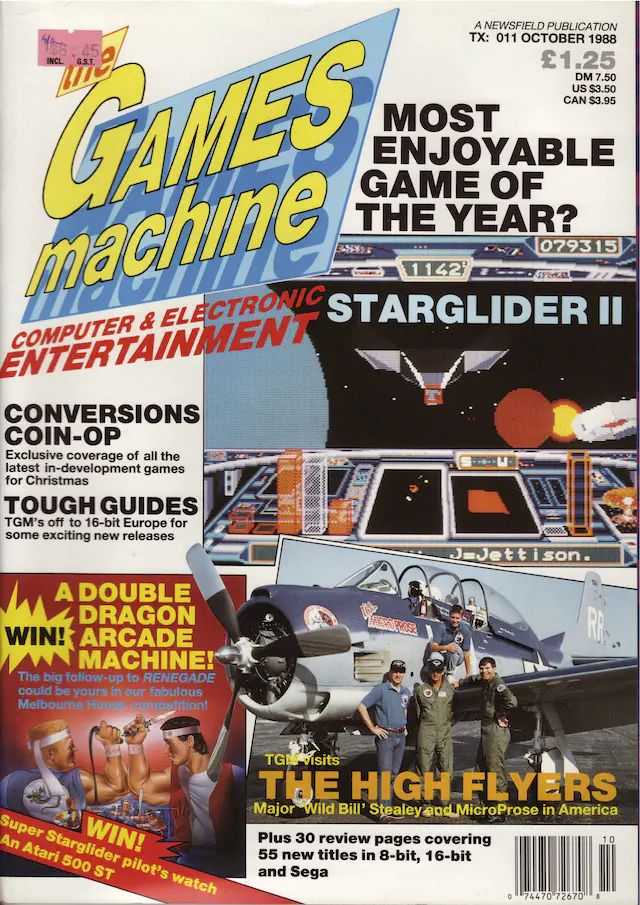 A NEWSFIELD PUBLICATION
TX: 011 OCTOBER 1988
£1.25
DM 7.50
US $3.50
CAN $3.95
$6.45
INCL. G.S.T.
the
GAMES
machine
COMPUTER & ELECTRONIC
ENTERTAINMENT
MOST
ENJOYABLE
GAME OF
THE YEAR?
079315
1142
STARGLIDER II
CONVERSIONS
COIN-OP
Exclusive coverage of all the
latest in-development games
for Christmas
TOUGH GUIDES
TGM's off to 16-bit Europe for
some exciting new releases
J=Jettison.
WIN!
A DOUBLE
DRAGON
ARCADE
MACHINE!
The big follow-up to RENEGADE
could be yours in our fabulous
Melbourne House competition!
WIN!
Super Starglider pilot's watch
An Atari 500 ST
MICRO PROSE
TGM visits
THE HIGH FLYERS
Major 'Wild Bill' Stealey and MicroProse in America
Plus 30 review pages covering
55 new titles in 8-bit, 16-bit
and Sega
10
0 74470 72670 8